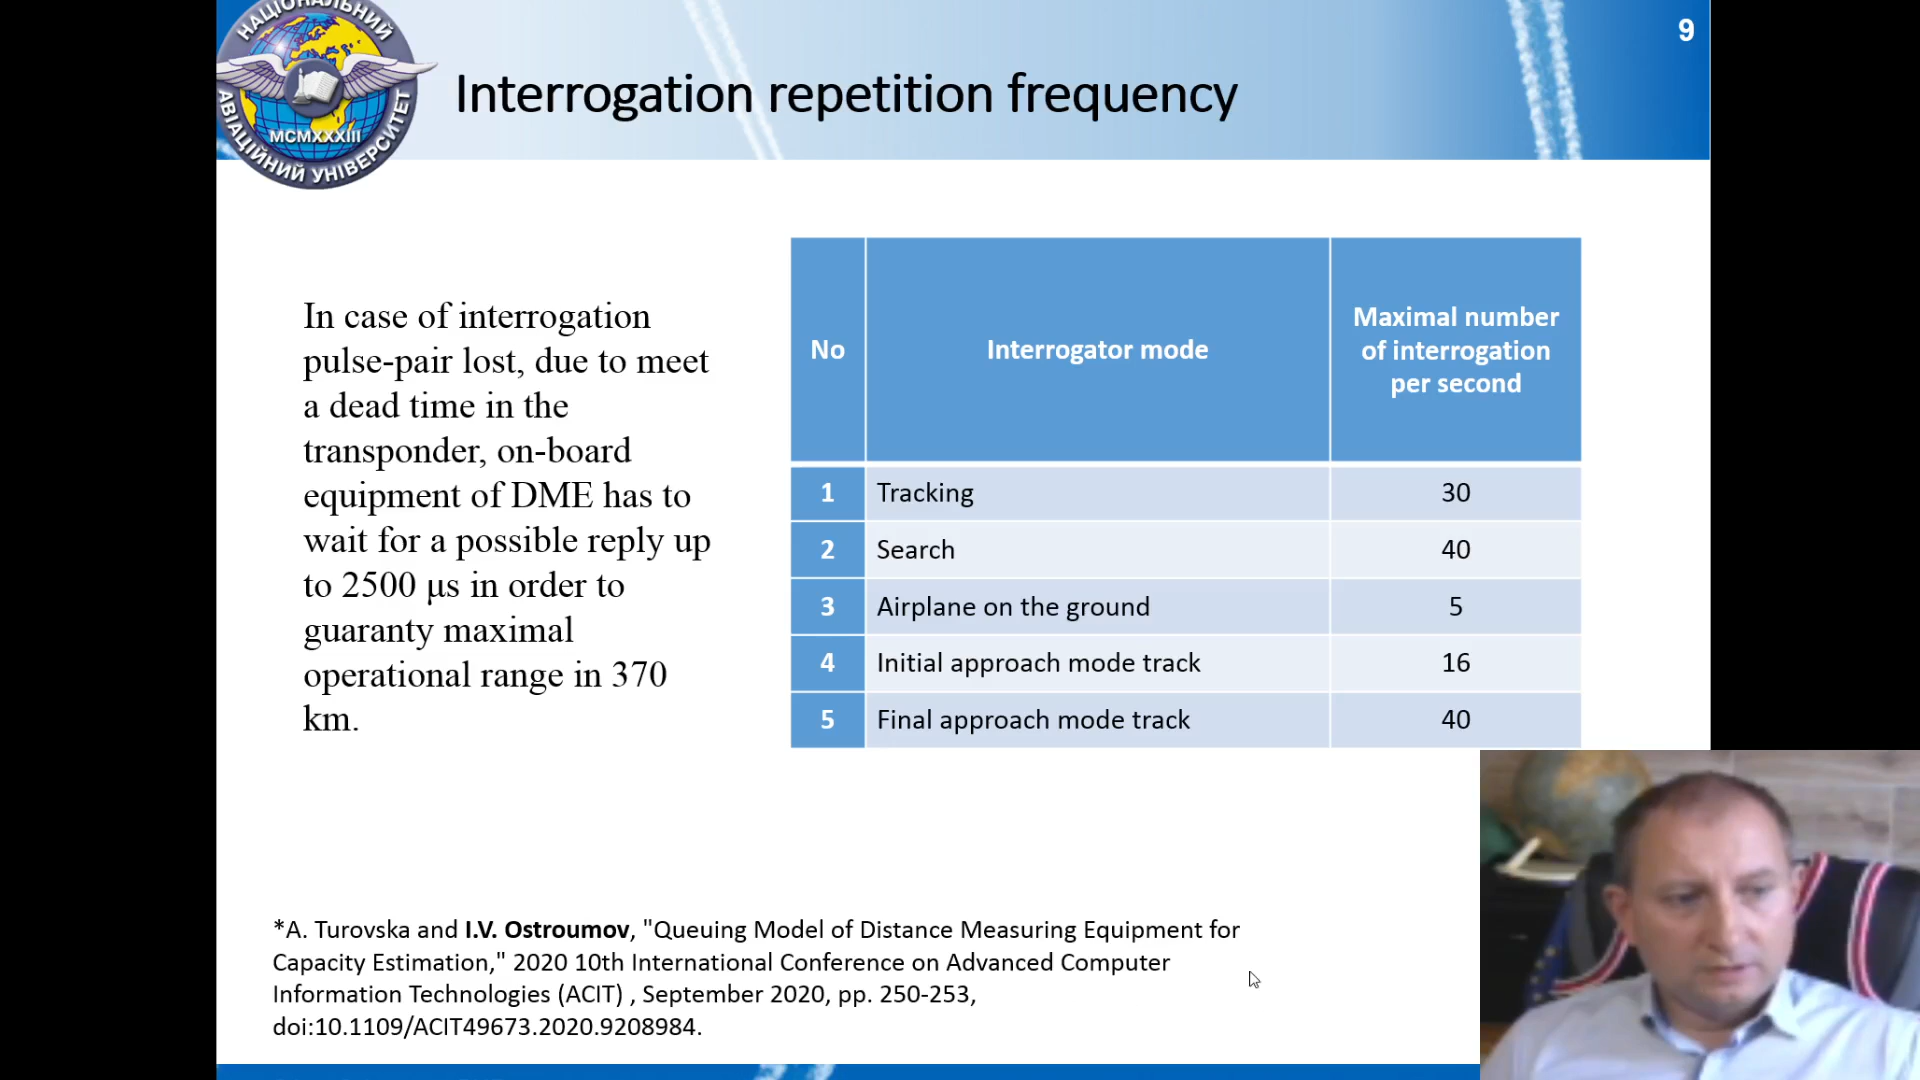 НАЦІОНАЛЬНИЙ
АВІАЦІЙНИЙ УНІВЕРСИТЕТ
MCMXXXIII
9
Interrogation repetition frequency
In case of interrogation
pulse-pair lost, due to meet
a dead time in the
transponder, on-board
equipment of DME has to
wait for a possible reply up
to 2500 μs in order to
guaranty maximal
operational range in 370
km.
No
Interrogator mode
Maximal number
of interrogation
per second
1 Tracking 30
2 Search 40
3 Airplane on the ground 5
4 Initial approach mode track 16
5 Final approach mode track 40
*A. Turovska and I.V. Ostroumov, "Queuing Model of Distance Measuring Equipment for
Capacity Estimation," 2020 10th International Conference on Advanced Computer
Information Technologies (ACIT) , September 2020, pp. 250-253,
doi:10.1109/ACIT49673.2020.9208984.